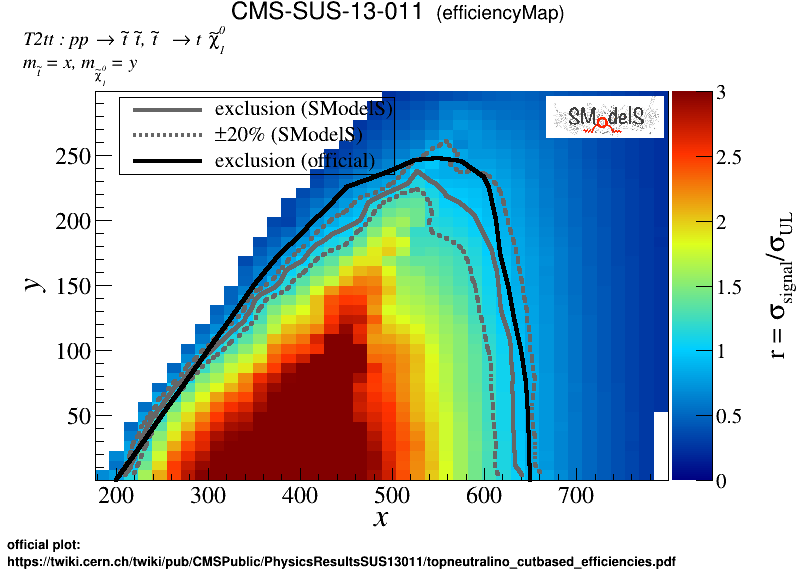 CMS-SUS-13-011 (efficiencyMap)
T2tt : pp → t̃ t̃, t̃ → t χ̃⁰₁
m_t̃ = x, m_χ̃⁰₁ = y
exclusion (SModelS)
±20% (SModelS)
exclusion (official)
SModelS
250
200
150
100
50
y
200 300 400 500 600 700
x
3
2.5
2
1.5
1
0.5
0
r = σ_signal/σ_UL
official plot:
https://twiki.cern.ch/twiki/pub/CMSPublic/PhysicsResultsSUS13011/topneutralino_cutbased_efficiencies.pdf